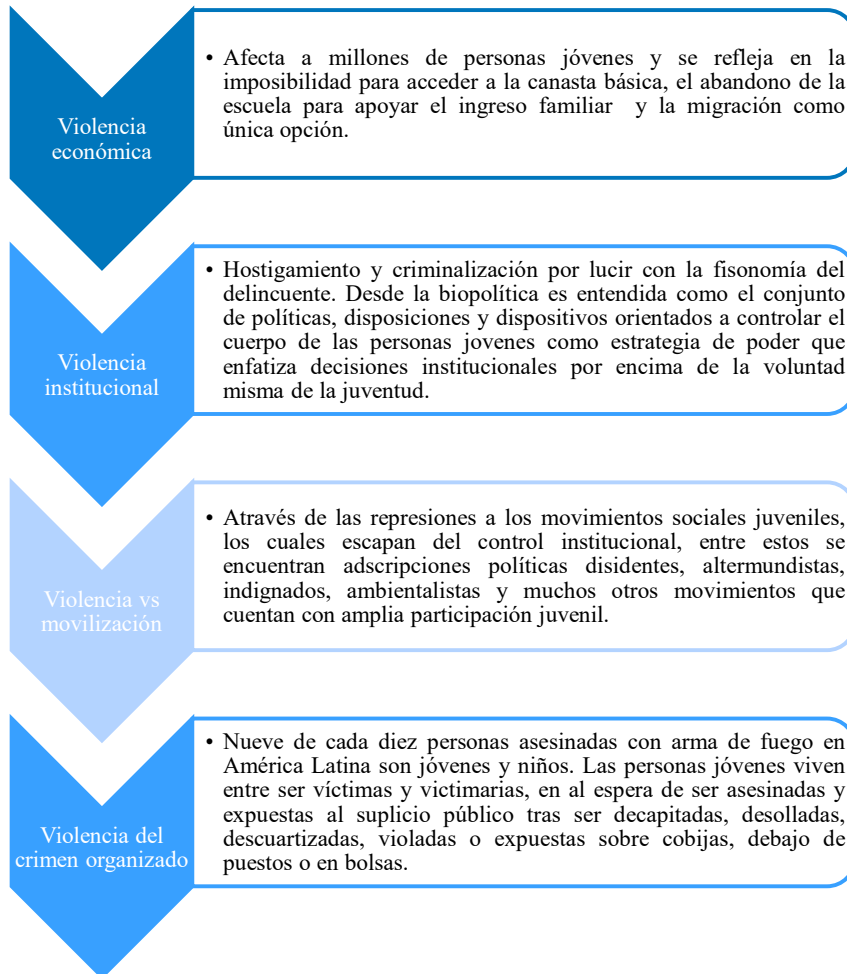 Violencia
económica
• Afecta a millones de personas jóvenes y se refleja en la
imposibilidad para acceder a la canasta básica, el abandono de la
escuela para apoyar el ingreso familiar y la migración como
única opción.
Violencia
institucional
• Hostigamiento y criminalización por lucir con la fisonomía del
delincuente. Desde la biopolítica es entendida como el conjunto
de políticas, disposiciones y dispositivos orientados a controlar el
cuerpo de las personas jovenes como estrategia de poder que
enfatiza decisiones institucionales por encima de la voluntad
misma de la juventud.
Violencia vs
movilización
• Através de las represiones a los movimientos sociales juveniles,
los cuales escapan del control institucional, entre estos se
encuentran adscripciones políticas disidentes, altermundistas,
indignados, ambientalistas y muchos otros movimientos que
cuentan con amplia participación juvenil.
Violencia del
crimen organizado
• Nueve de cada diez personas asesinadas con arma de fuego en
América Latina son jóvenes y niños. Las personas jóvenes viven
entre ser víctimas y victimarias, en al espera de ser asesinadas y
expuestas al suplicio público tras ser decapitadas, desolladas,
descuartizadas, violadas o expuestas sobre cobijas, debajo de
puestos o en bolsas.